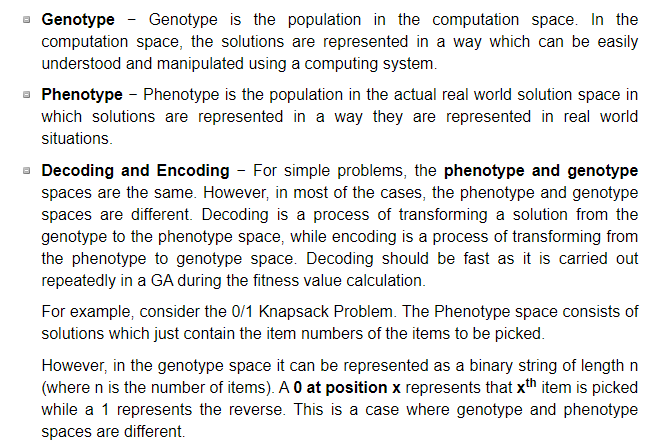 Genotype − Genotype is the population in the computation space. In the
computation space, the solutions are represented in a way which can be easily
understood and manipulated using a computing system.
Phenotype − Phenotype is the population in the actual real world solution space in
which solutions are represented in a way they are represented in real world
situations.
Decoding and Encoding − For simple problems, the phenotype and genotype
spaces are the same. However, in most of the cases, the phenotype and genotype
spaces are different. Decoding is a process of transforming a solution from the
genotype to the phenotype space, while encoding is a process of transforming from
the phenotype to genotype space. Decoding should be fast as it is carried out
repeatedly in a GA during the fitness value calculation.
For example, consider the 0/1 Knapsack Problem. The Phenotype space consists of
solutions which just contain the item numbers of the items to be picked.
However, in the genotype space it can be represented as a binary string of length n
(where n is the number of items). A 0 at position x represents that xth item is picked
while a 1 represents the reverse. This is a case where genotype and phenotype
spaces are different.